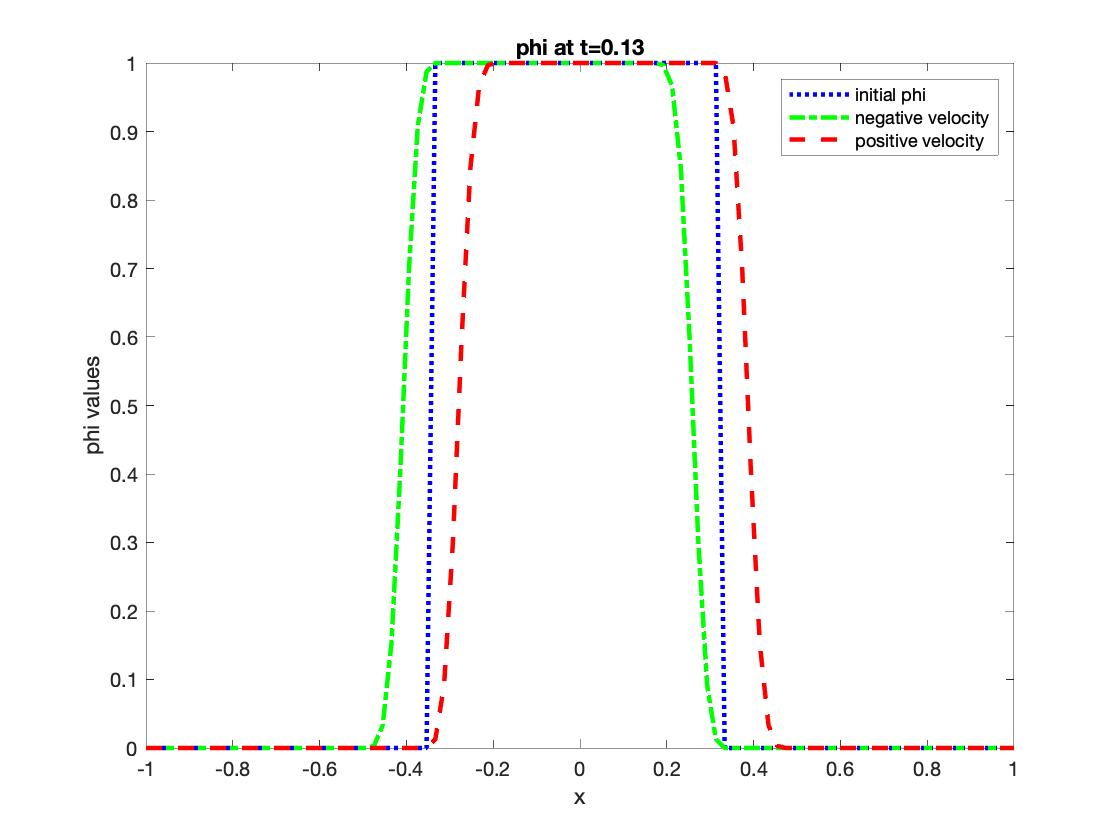 phi at t=0.13
initial phi
negative velocity
positive velocity
phi values
1
0.9
0.8
0.7
0.6
0.5
0.4
0.3
0.2
0.1
0
-1 -0.8 -0.6 -0.4 -0.2 0 0.2 0.4 0.6 0.8 1
x